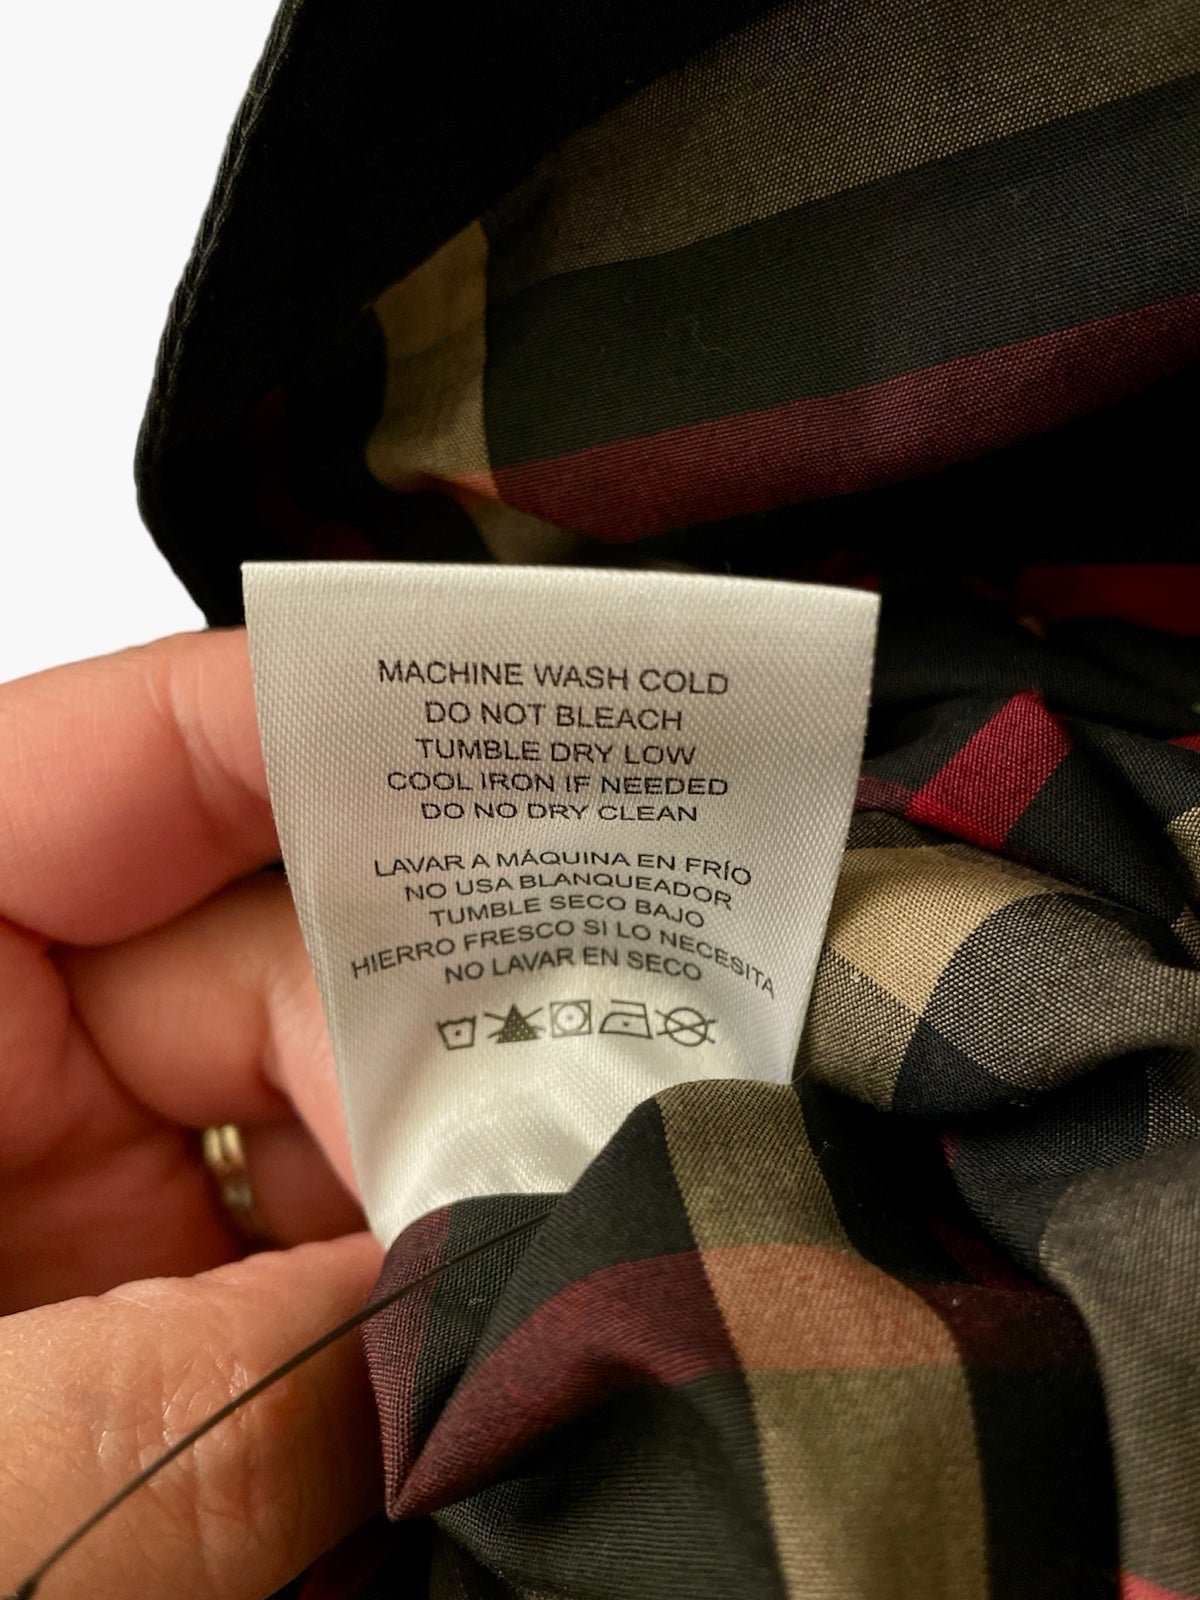 MACHINE WASH COLD
DO NOT BLEACH
TUMBLE DRY LOW
COOL IRON IF NEEDED
DO NO DRY CLEAN
LAVAR A MÁQUINA EN FRÍO
NO USA BLANQUEADOR
TUMBLE SECO BAJO
HIERRO FRESCO SI LO NECESITA
NO LAVAR EN SECO